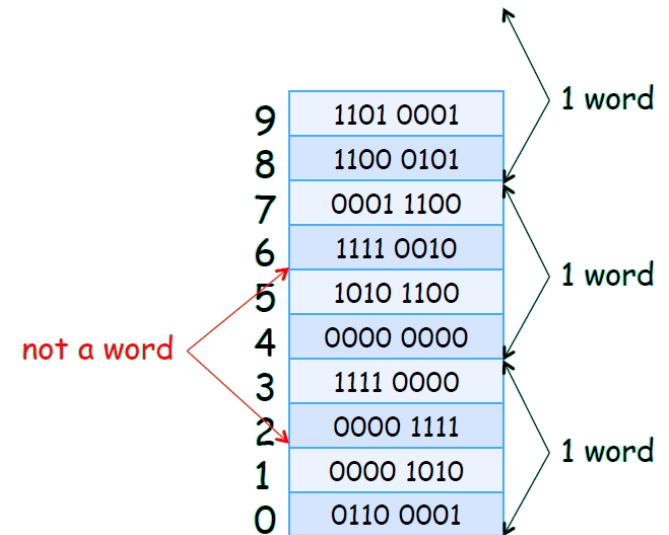 1 word
9 1101 0001
8 1100 0101
7 0001 1100
6 1111 0010
1 word
5 1010 1100
not a word
4 0000 0000
3 1111 0000
2 0000 1111
1 word
1 0000 1010
0 0110 0001